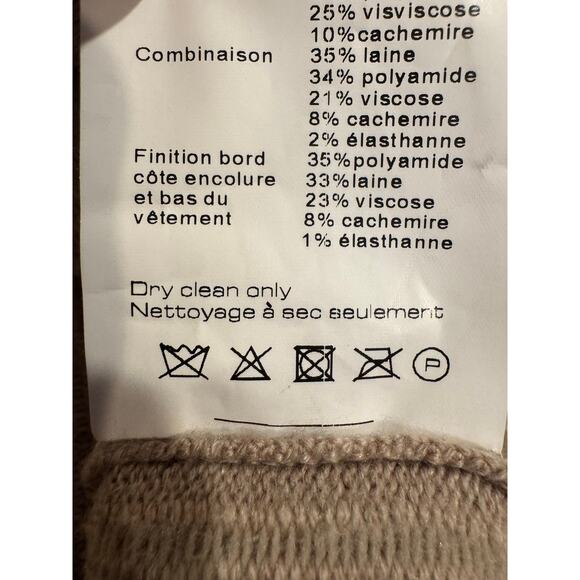 25% visviscose
10%cachemire
Combinaison 35% laine
34% polyamide
21% viscose
8% cachemire
2% élasthanne
Finition bord 35%polyamide
côte encolure 33%laine
et bas du 23% viscose
vêtement 8% cachemire
1% élasthanne
Dry clean only
Nettoyage à sec seulement
P